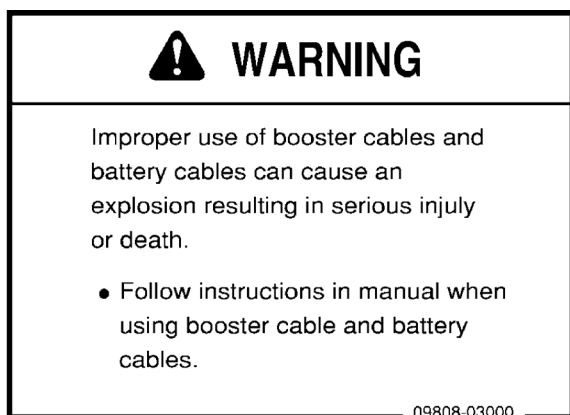 WARNING
Improper use of booster cables and
battery cables can cause an
explosion resulting in serious injuly
or death.
● Follow instructions in manual when
using booster cable and battery
cables.
09808-03000